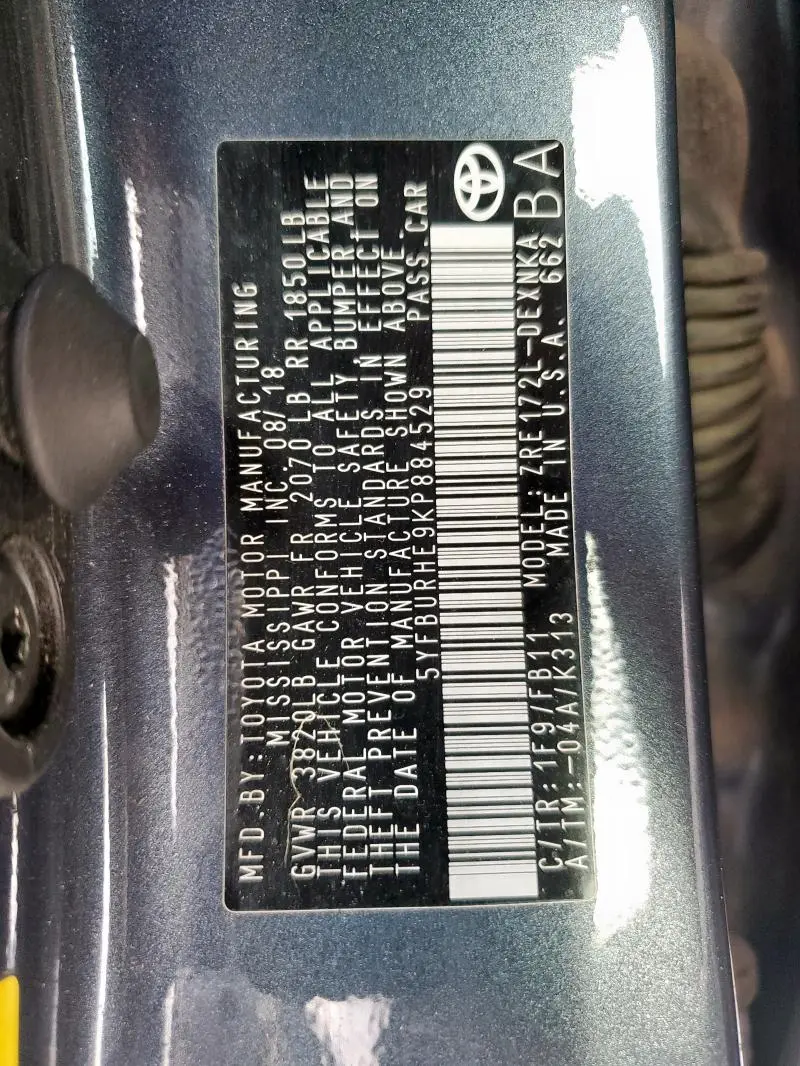 MFD.BY:TOYOTA MOTOR MANUFACTURING
MISSISSIPPI INC 08/18
GVWR 3820LB GAWR FR 2070 LB RR 1850LB
THIS VEHICLE CONFORMS TO ALL APPLICABLE
FEDERAL MOTOR VEHICLE SAFETY BUMPER AND
THEFT PREVENTION STANDARDS IN EFFECT ON
THE DATE OF MANUFACTURE SHOWN ABOVE.
5YFBURHE9KP884529 PASS.CAR
C/TR: 1F9/FB11 MODEL: ZRE172L-DEXNKA
A/TM:-04A/K313 MADE IN U.S.A. 662 BA